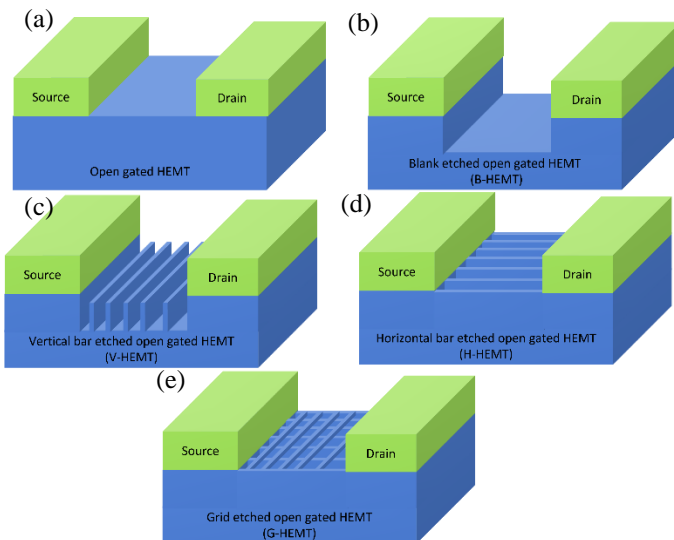 (a)
Source
Drain
Open gated HEMT
(b)
Source
Drain
Blank etched open gated HEMT
(B-HEMT)
(c)
Source
Drain
Vertical bar etched open gated HEMT
(V-HEMT)
(d)
Source
Drain
Horizontal bar etched open gated HEMT
(H-HEMT)
(e)
Source
Drain
Grid etched open gated HEMT
(G-HEMT)